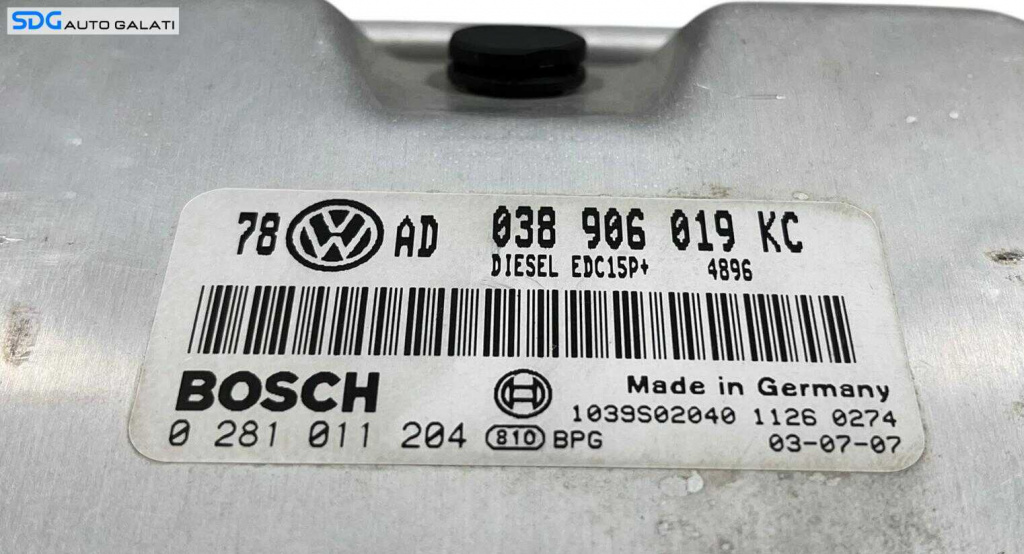 SDG AUTO GALATI
78 VW AD 038 906 019 KC
DIESEL EDC15P+ 4896
BOSCH Made in Germany
1039S02040 1126 0274
0 281 011 204 810 BPG 03-07-07